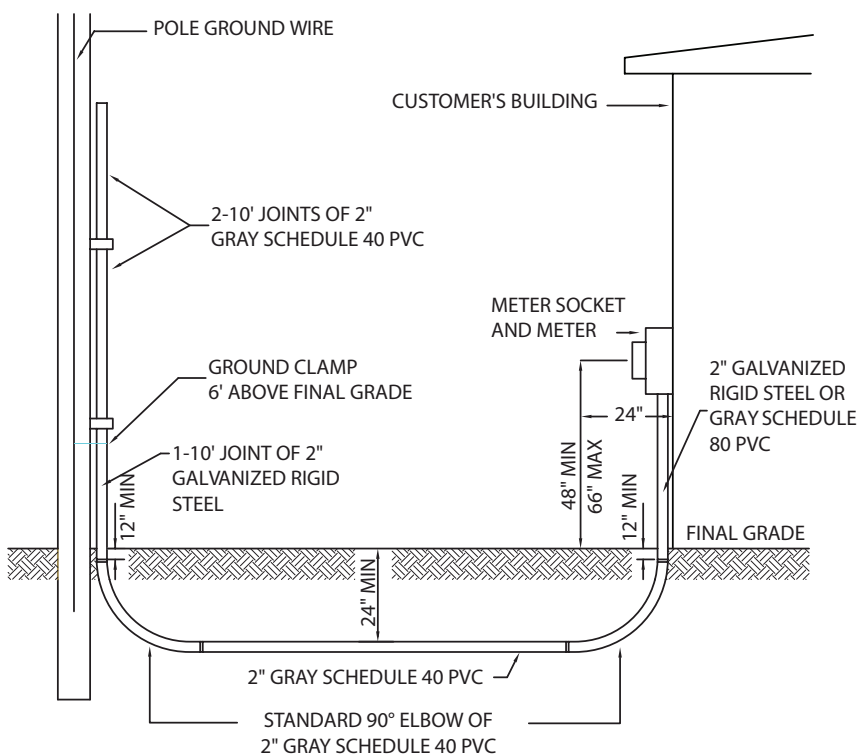 POLE GROUND WIRE
CUSTOMER'S BUILDING
2-10' JOINTS OF 2"
GRAY SCHEDULE 40 PVC
METER SOCKET
AND METER
GROUND CLAMP
6' ABOVE FINAL GRADE
2" GALVANIZED
RIGID STEEL OR
GRAY SCHEDULE
80 PVC
24"
1-10' JOINT OF 2"
GALVANIZED RIGID
STEEL
12" MIN
48" MIN
66" MAX
12" MIN
FINAL GRADE
24" MIN
2" GRAY SCHEDULE 40 PVC
STANDARD 90° ELBOW OF
2" GRAY SCHEDULE 40 PVC